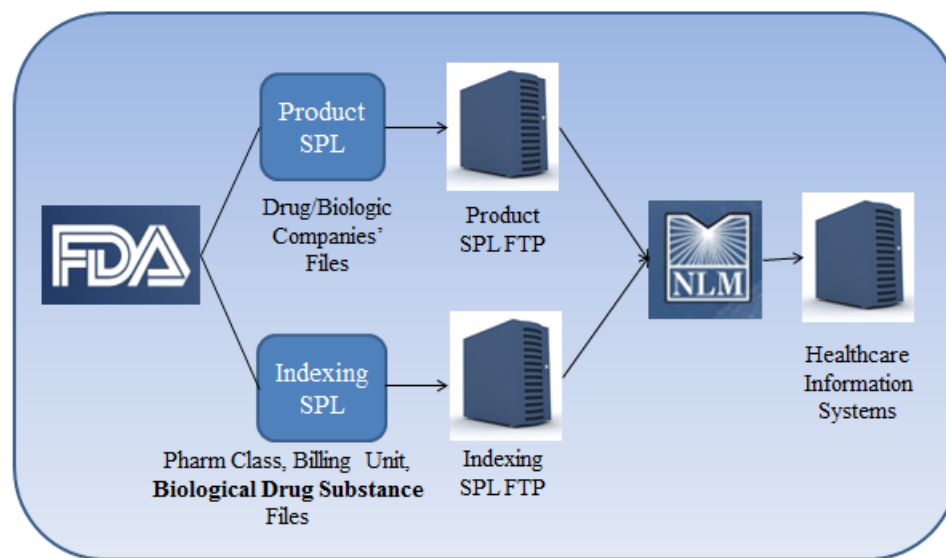 Product
SPL
Drug/Biologic
Companies’
Files
Product
SPL FTP
FDA
NLM
Healthcare
Information
Systems
Indexing
SPL
Pharm Class, Billing Unit,
Biological Drug Substance
Files
Indexing
SPL FTP